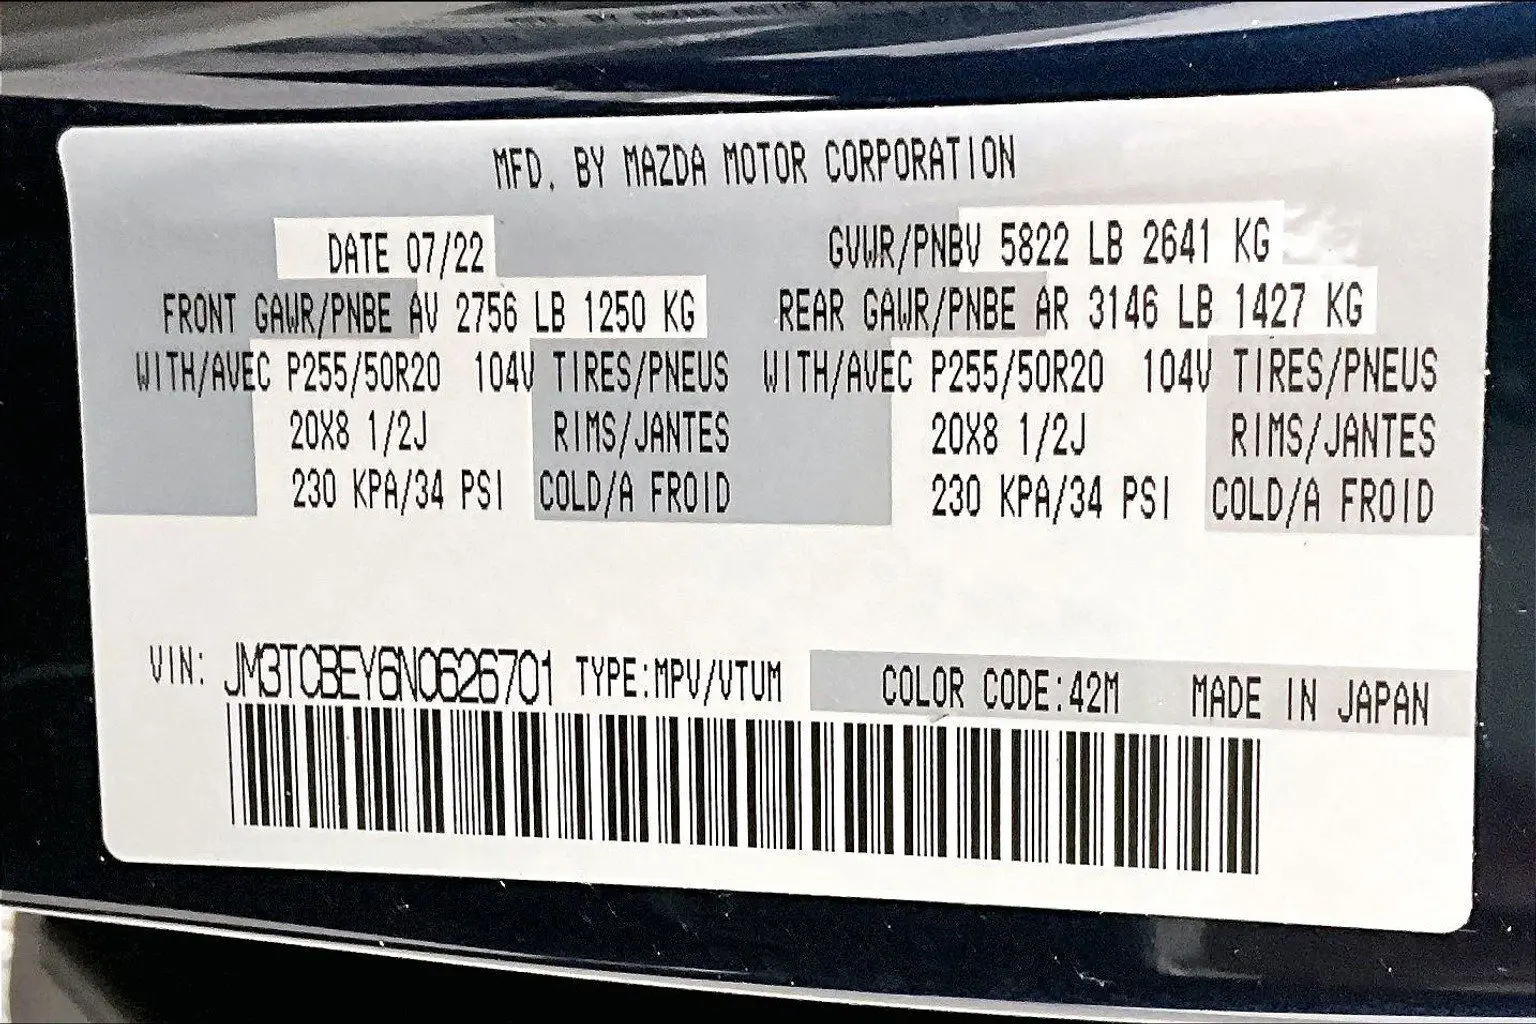 MFD. BY MAZDA MOTOR CORPORATION
DATE 07/22 GVWR/PNBV 5822 LB 2641 KG
FRONT GAWR/PNBE AV 2756 LB 1250 KG REAR GAWR/PNBE AR 3146 LB 1427 KG
WITH/AVEC P255/50R20 104V TIRES/PNEUS WITH/AVEC P255/50R20 104V TIRES/PNEUS
20X8 1/2J RIMS/JANTES 20X8 1/2J RIMS/JANTES
230 KPA/34 PSI COLD/A FROID 230 KPA/34 PSI COLD/A FROID
VIN: JM3TCBEY6N0626701 TYPE:MPV/VTUM COLOR CODE:42M MADE IN JAPAN